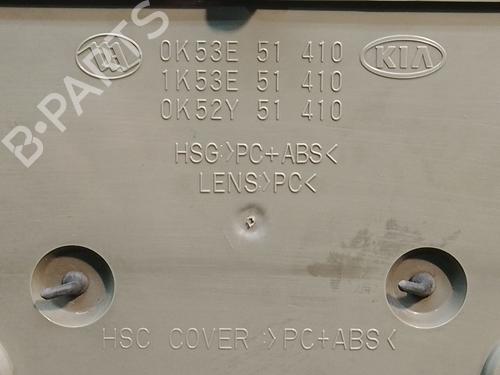 0K53E 51 410 KIA
1K53E 51 410
0K52Y 51 410
HSG:>PC+ABS<
LENS:>PC<
HSC COVER :>PC+ABS<
B-PARTS